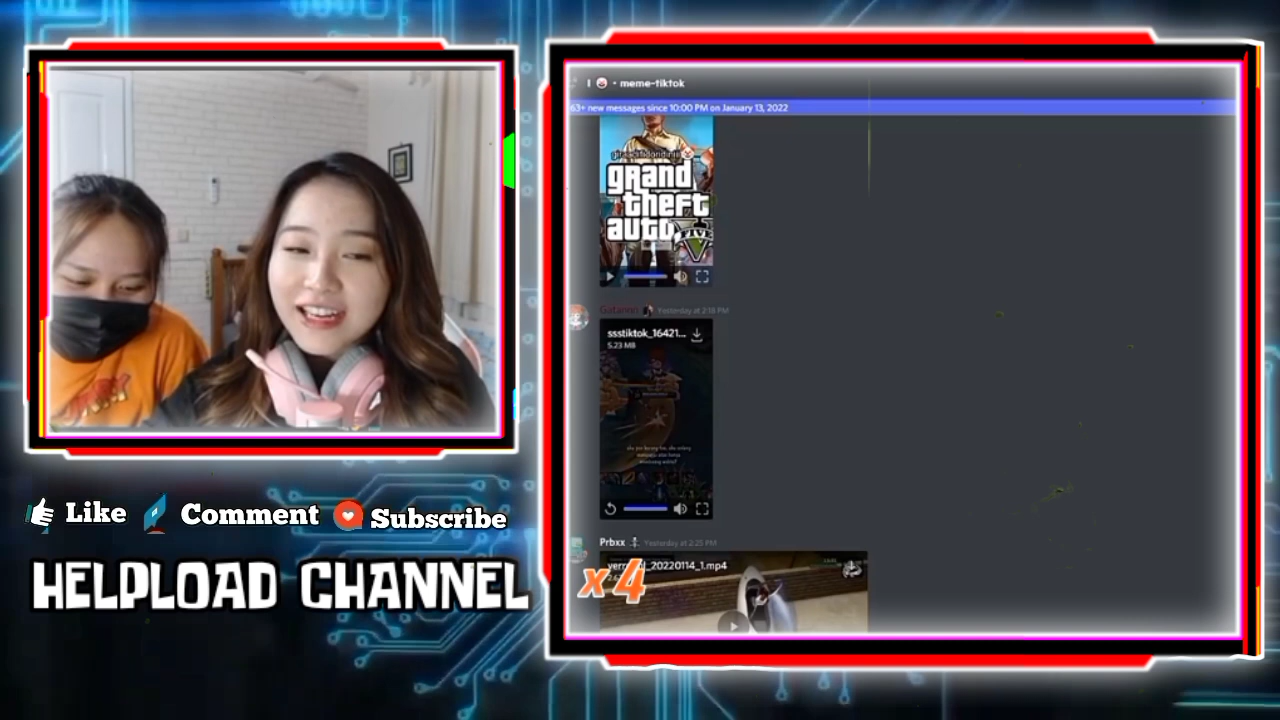 meme-tiktok
63+ new messages since 10:00 PM on January 13, 2022
grand
theft
auto
FIVE
Yesterday at 2:18 PM
ssstiktok_16421...
5.23 MB
Prbxx
Yesterday at 2:25 PM
_20220114_1.mp4
x4
Like
Comment
Subscribe
HELPLOAD CHANNEL